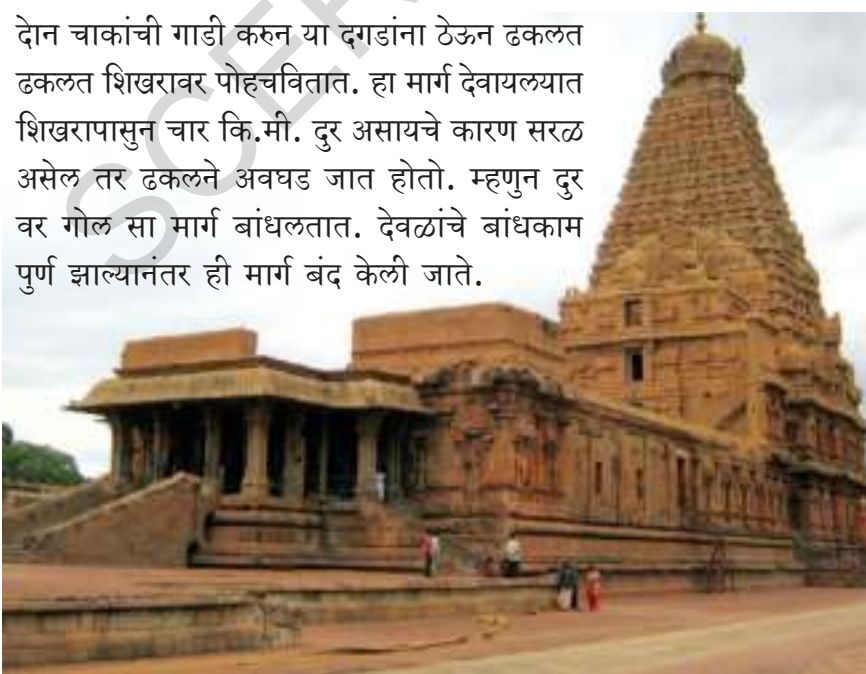 देान चाकांची गाडी करुन या दगडांना ठेऊन ढकलत
ढकलत शिखरावर पोहचवितात. हा मार्ग देवायलयात
शिखरापासुन चार कि.मी. दुर असायचे कारण सरळ
असेल तर ढकलने अवघड जात होतो. म्हणुन दुर
वर गोल सा मार्ग बांधलतात. देवळांचे बांधकाम
पुर्ण झाल्यानंतर ही मार्ग बंद केली जाते.
SCER